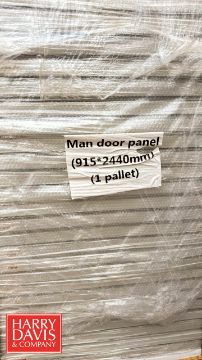 Man door panel
(915*2440mm)
(1 pallet)
HARRY
DAVIS
& COMPANY